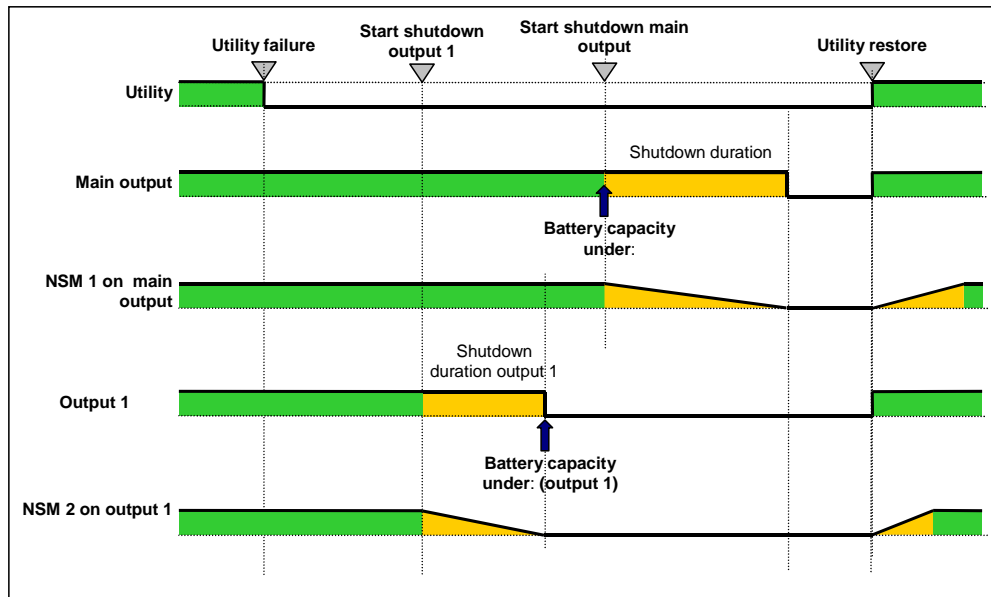 Utility failure
Start shutdown
output 1
Start shutdown main
output
Utility restore
Utility
Shutdown duration
Main output
Battery capacity
under:
NSM 1 on main
output
Shutdown
duration output 1
Output 1
Battery capacity
under: (output 1)
NSM 2 on output 1